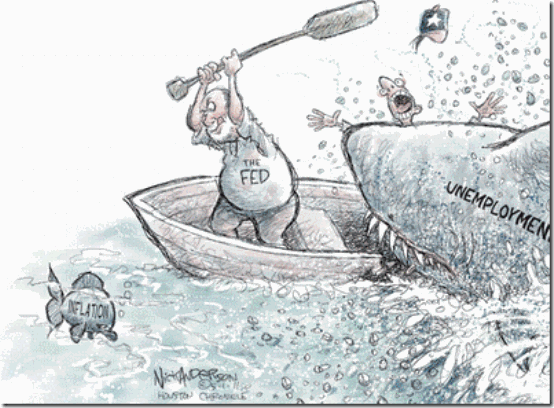 THE
FED
UNEMPLOYMEN
INFLATION
NICK ANDERSON
HOUSTON CHRONICLE